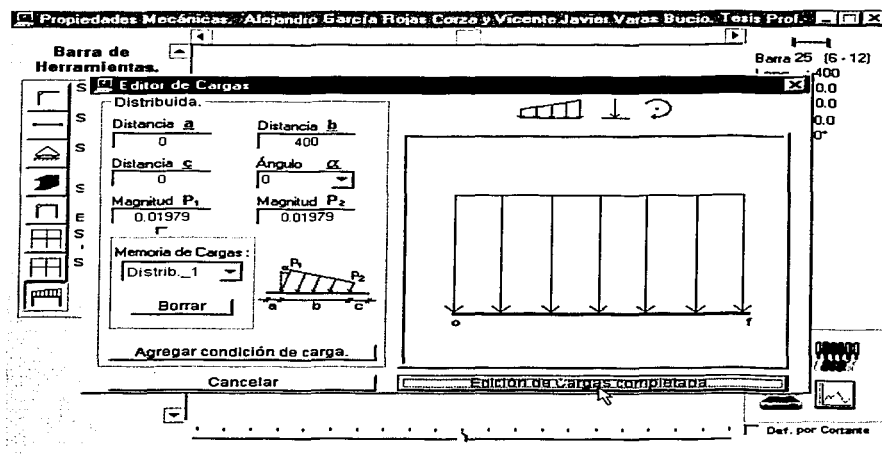 Propiedades Mecánicas. Alejandro García Rojas Corza y Vicente Javier Varas Bucio. Tesis Prof.
Barra de
Herramientas.
Barra 25 (6 - 12)
400
0.0
0.0
0.0
0°
S
S
S
S
E
S
S
Editor de Cargas
Distribuida.
Distancia a
0
Distancia b
400
Distancia c
0
Ángulo α
0
Magnitud P1
0.01979
Magnitud P2
0.01979
Memoria de Cargas :
Distrib._1
Borrar
α P1 P2
a b c
Agregar condición de carga.
Cancelar
o f
Edición de Cargas completada
Def. por Cortante